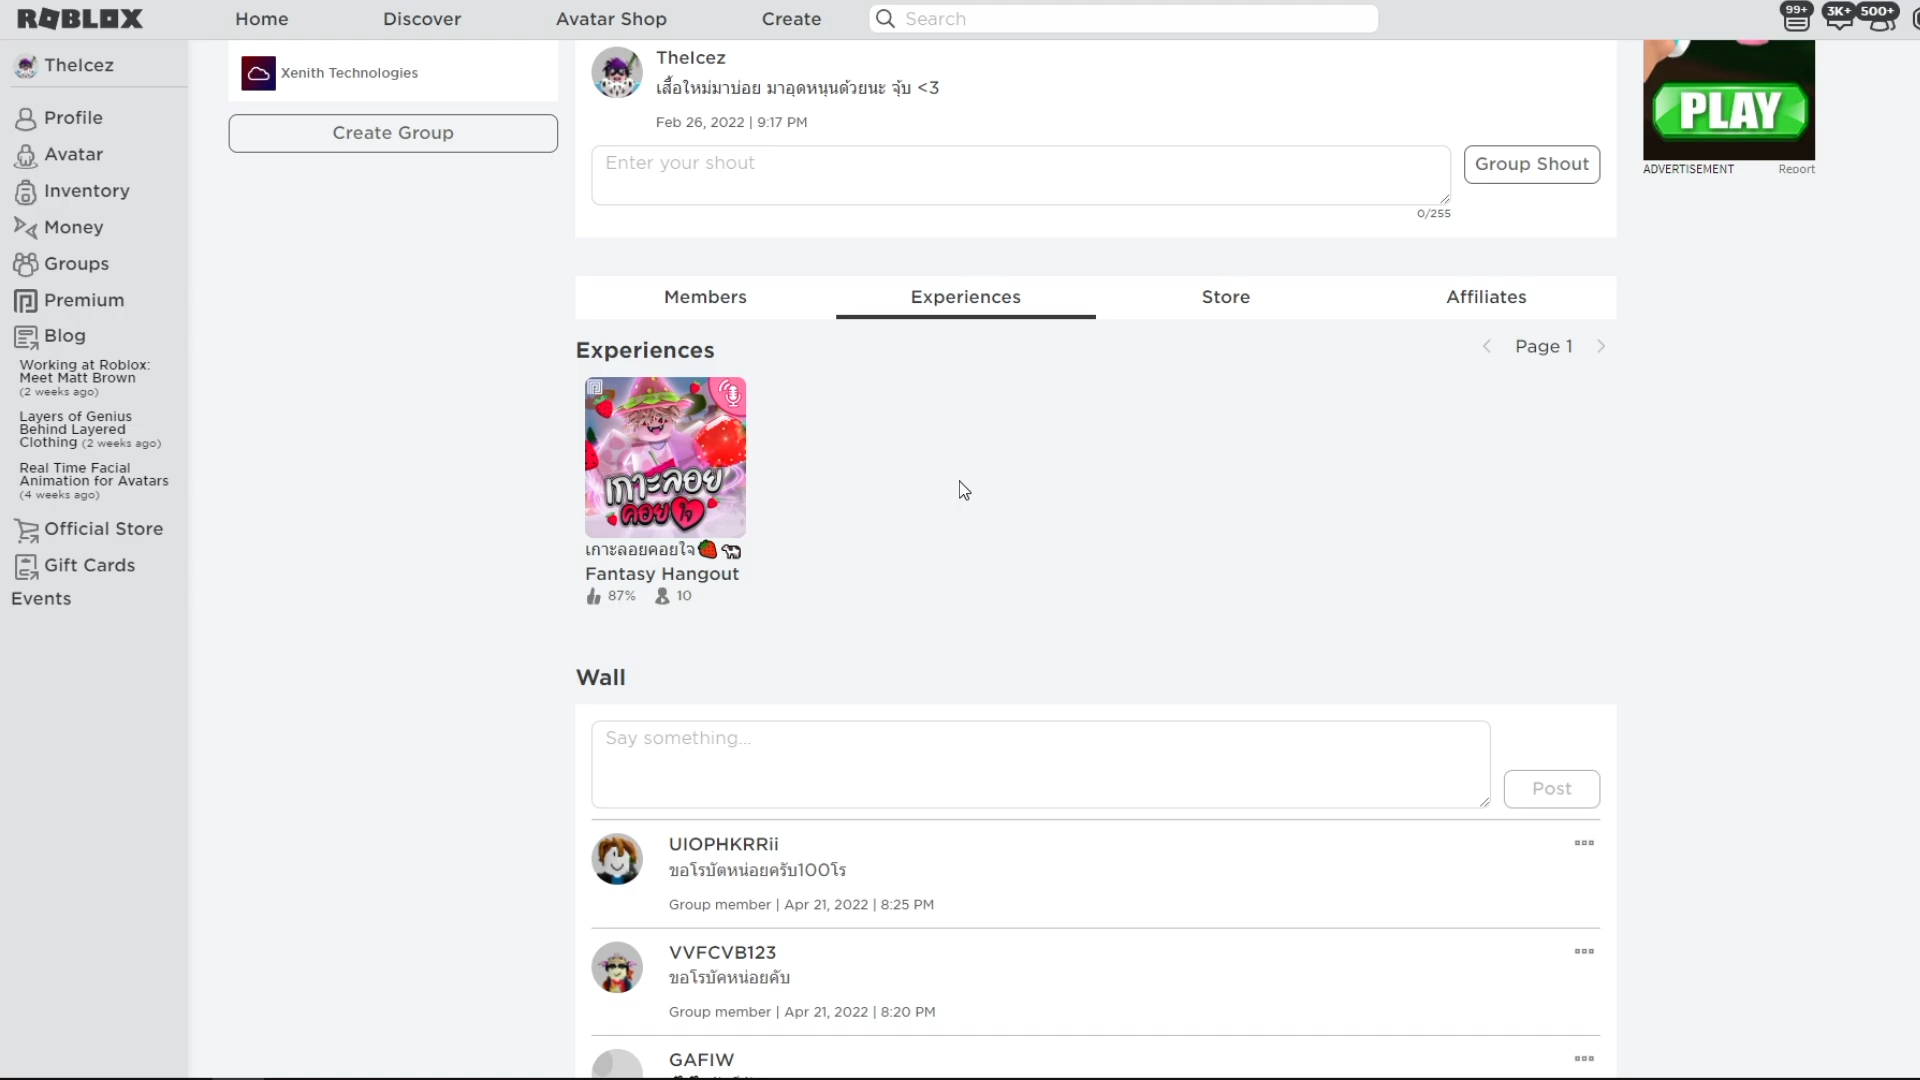 ROBLOX
Home
Discover
Avatar Shop
Create
Search
99+
3K+
500+
TheIcez
Profile
Avatar
Inventory
Money
Groups
Premium
Blog
Working at Roblox:
Meet Matt Brown
(2 weeks ago)
Layers of Genius
Behind Layered
Clothing (2 weeks ago)
Real Time Facial
Animation for Avatars
(4 weeks ago)
Official Store
Gift Cards
Events
Xenith Technologies
Create Group
TheIcez
เสื้อใหม่มาบ่อย มาอุดหนุนด้วยนะ จุ้บ <3
Feb 26, 2022 | 9:17 PM
Enter your shout
Group Shout
0/255
PLAY
ADVERTISEMENT
Report
Members
Experiences
Store
Affiliates
Experiences
Page 1
เกาะลอย
คอยใจ
เกาะลอยคอยใจ🍓🐄
Fantasy Hangout
87%
10
Wall
Say something...
Post
UIOPHKRRii
ขอโรบัตหน่อยครับ100โร
Group member | Apr 21, 2022 | 8:25 PM
VVFCVB123
ขอโรบัคหน่อยคับ
Group member | Apr 21, 2022 | 8:20 PM
GAFIW